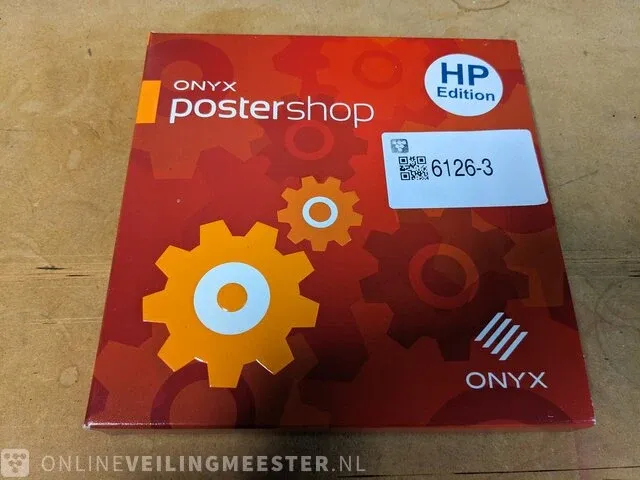 ONYX
postershop
HP
Edition
6126-3
ONYX
ONLINEVEILINGMEESTER.NL